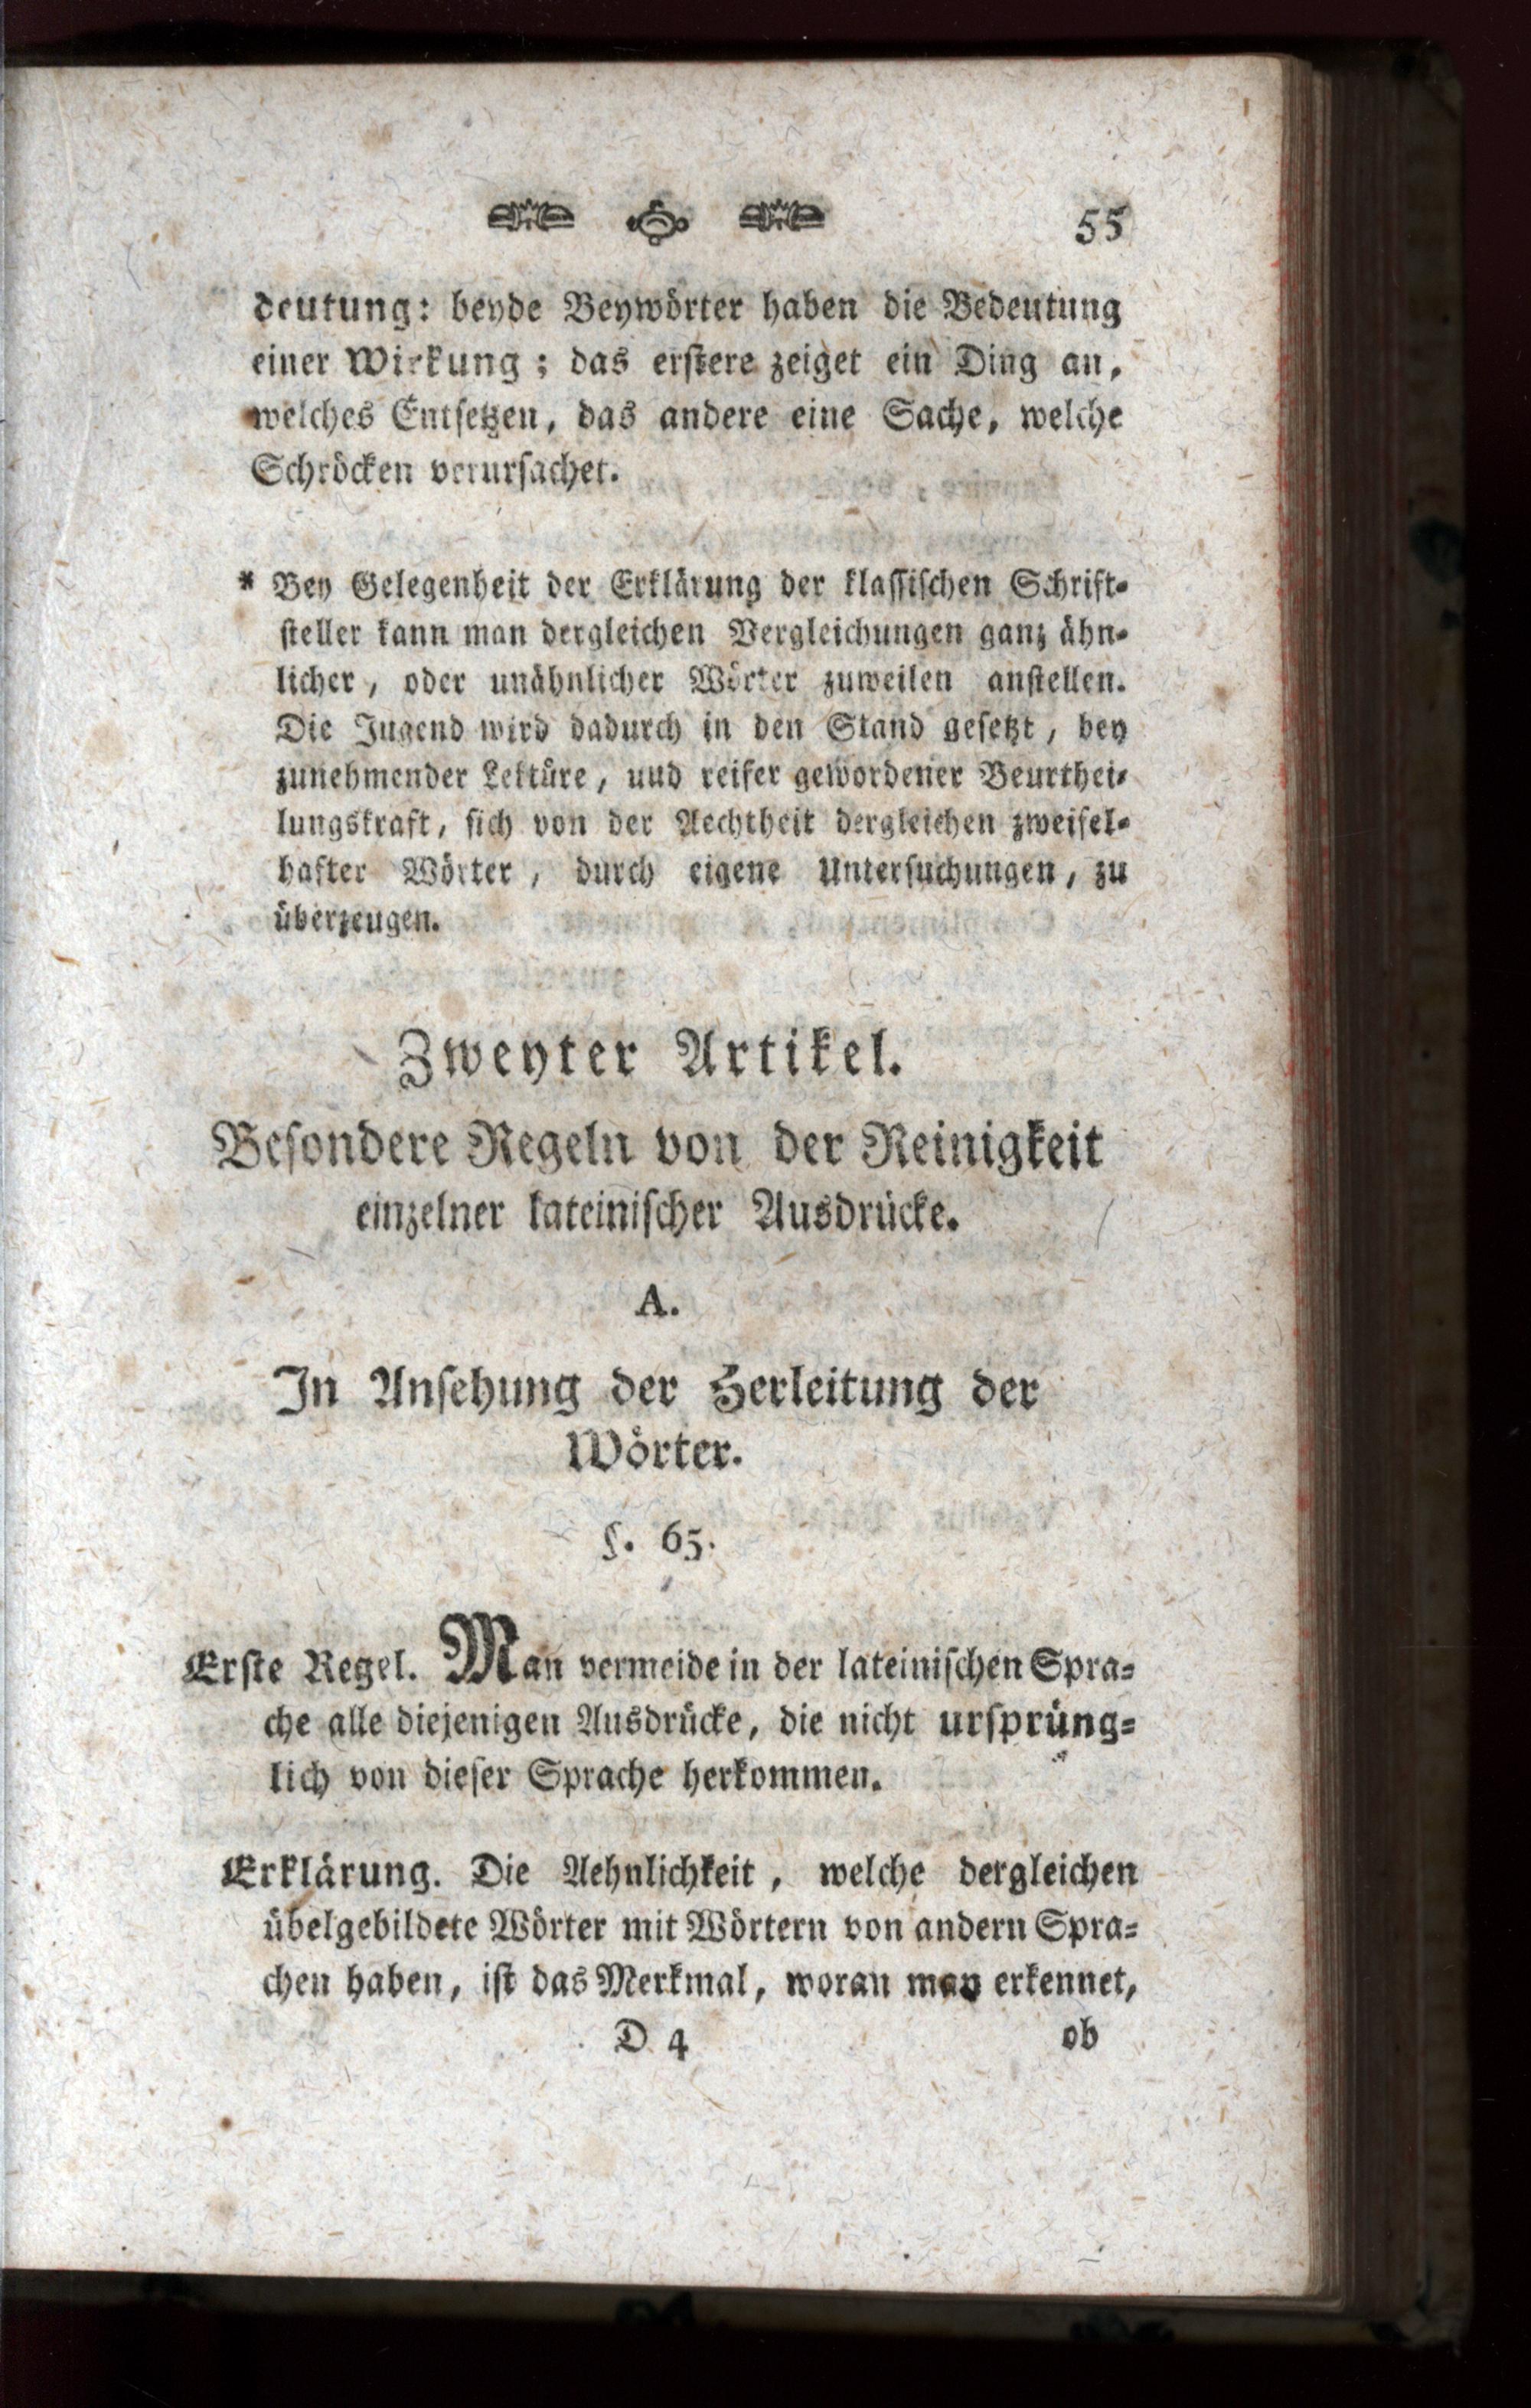 55
deutung: beyde Beywörter haben die Bedeutung
einer Wirkung; das erstere zeiget ein Ding an,
welches Entsetzen, das andere eine Sache, welche
Schröcken verursachet.
* Bey Gelegenheit der Erklärung der klassischen Schrift-
steller kann man dergleichen Vergleichungen ganz ähn-
licher, oder unähnlicher Wörter zuweilen anstellen.
Die Jugend wird dadurch in den Stand gesetzt, bey
zunehmender Lektüre, und reifer gewordener Beurthei-
lungskraft, sich von der Aechtheit dergleichen zweifel-
hafter Wörter, durch eigene Untersuchungen, zu
überzeugen.
Zweyter Artikel.
Besondere Regeln von der Reinigkeit
einzelner lateinischer Ausdrücke.
A.
In Ansehung der Herleitung der
Wörter.
§. 65.
Erste Regel. Man vermeide in der lateinischen Spra-
che alle diejenigen Ausdrücke, die nicht ursprüng-
lich von dieser Sprache herkommen.
Erklärung. Die Aehnlichkeit, welche dergleichen
übelgebildete Wörter mit Wörtern von andern Spra-
chen haben, ist das Merkmal, woran man erkennet,
D 4 ob